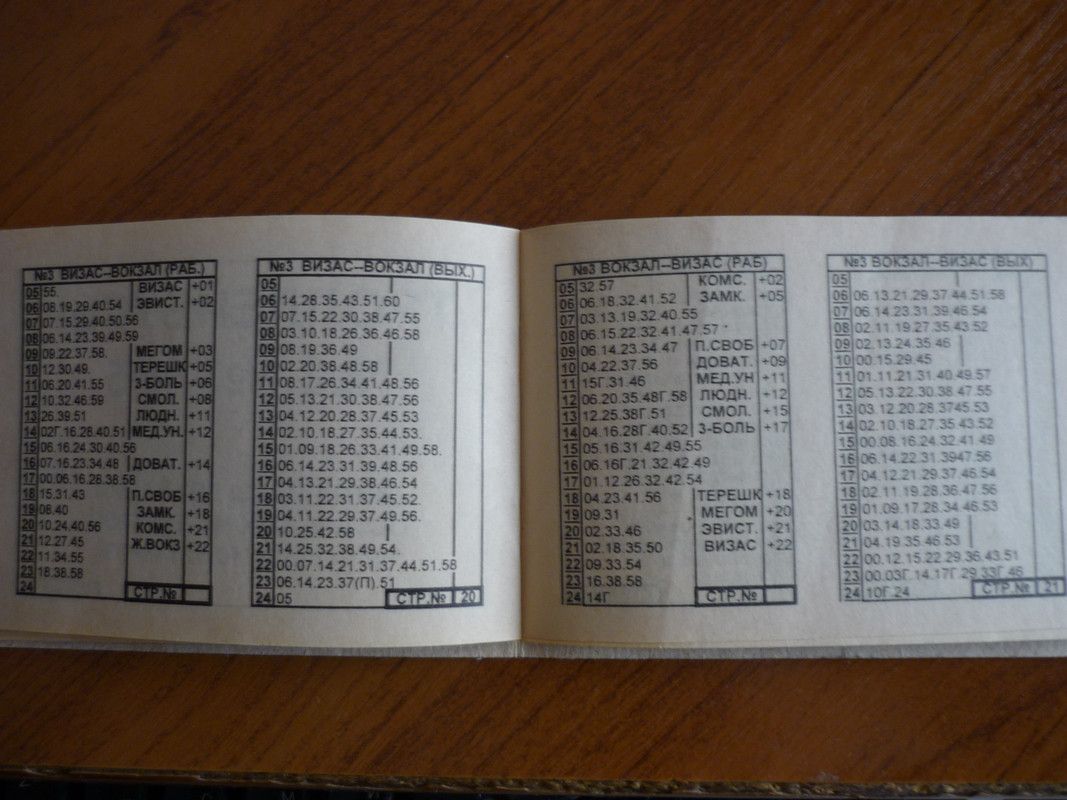 №3 ВИЗАС--ВОКЗАЛ (РАБ.)
05 55. ВИЗАС +01
06 08.19.29.40.54 ЭВИСТ. +02
07 07.15.29.40.50.56
08 06.14.23.39.49.59
09 09.22.37.58. МЕГОМ +03
10 12.30.49. ТЕРЕШК +05
11 06.20.41.55 3-БОЛЬ +06
12 10.32.46.59 СМОЛ. +08
13 26.39.51 ЛЮДН. +11
14 02Г.16.28.40.51 МЕД.УН. +12
15 06.16.24.30.40.56
16 07.16.23.34.48 ДОВАТ. +14
17 00.06.16.28.38.58
18 15.31.43 П.СВОБ +16
19 08.40 ЗАМК. +18
20 10.24.40.56 КОМС. +21
21 12.27.45 Ж.ВОКЗ +22
22 11.34.55
23 18.38.58
24 СТР.№
№3 ВИЗАС--ВОКЗАЛ (ВЫХ.)
05
06 14.28.35.43.51.60
07 07.15.22.30.38.47.55
08 03.10.18.26.36.46.58
09 08.19.36.49
10 02.20.38.48.58
11 08.17.26.34.41.48.56
12 05.13.21.30.38.47.56
13 04.12.20.28.37.45.53
14 02.10.18.27.35.44.53.
15 01.09.18.26.33.41.49.58.
16 06.14.23.31.39.48.56
17 04.13.21.29.38.46.54
18 03.11.22.31.37.45.52.
19 04.11.22.29.37.49.56.
20 10.25.42.58
21 14.25.32.38.49.54.
22 00.07.14.21.31.37.44.51.58
23 06.14.23.37(П).51
24 05 СТР.№ 20
№3 ВОКЗАЛ--ВИЗАС (РАБ)
05 32.57 КОМС. +02
06 06.18.32.41.52 ЗАМК. +05
07 03.13.19.32.40.55
08 06.15.22.32.41.47.57
09 06.14.23.34.47 П.СВОБ +07
10 04.22.37.56 ДОВАТ. +09
11 15Г.31.46 МЕД.УН +11
12 06.20.35.48Г.58 ЛЮДН. +12
13 12.25.38Г.51 СМОЛ. +15
14 04.16.28Г.40.52 3-БОЛЬ +17
15 05.16.31.42.49.55
16 06.16Г.21.32.42.49
17 01.12.26.32.42.54
18 04.23.41.56 ТЕРЕШК +18
19 09.31 МЕГОМ +20
20 02.33.46 ЭВИСТ. +21
21 02.18.35.50 ВИЗАС +22
22 09.33.54
23 16.38.58
24 14Г СТР.№
№3 ВОКЗАЛ--ВИЗАС (ВЫХ)
05
06 06.13.21.29.37.44.51.58
07 06.14.23.31.39.46.54
08 02.11.19.27.35.43.52
09 02.13.24.35.46
10 00.15.29.45
11 01.11.21.31.40.49.57
12 05.13.22.30.38.47.55
13 03.12.20.28.3745.53
14 02.10.18.27.35.43.52
15 00.08.16.24.32.41.49
16 06.14.22.31.3947.56
17 04.12.21.29.37.46.54
18 02.11.19.28.36.47.56
19 01.09.17.28.34.46.53
20 03.14.18.33.49
21 04.19.35.46.53
22 00.12.15.22.29.36.43.51
23 00.03Г.14.17Г.29.33Г.46
24 10Г.24 СТР.№ 21